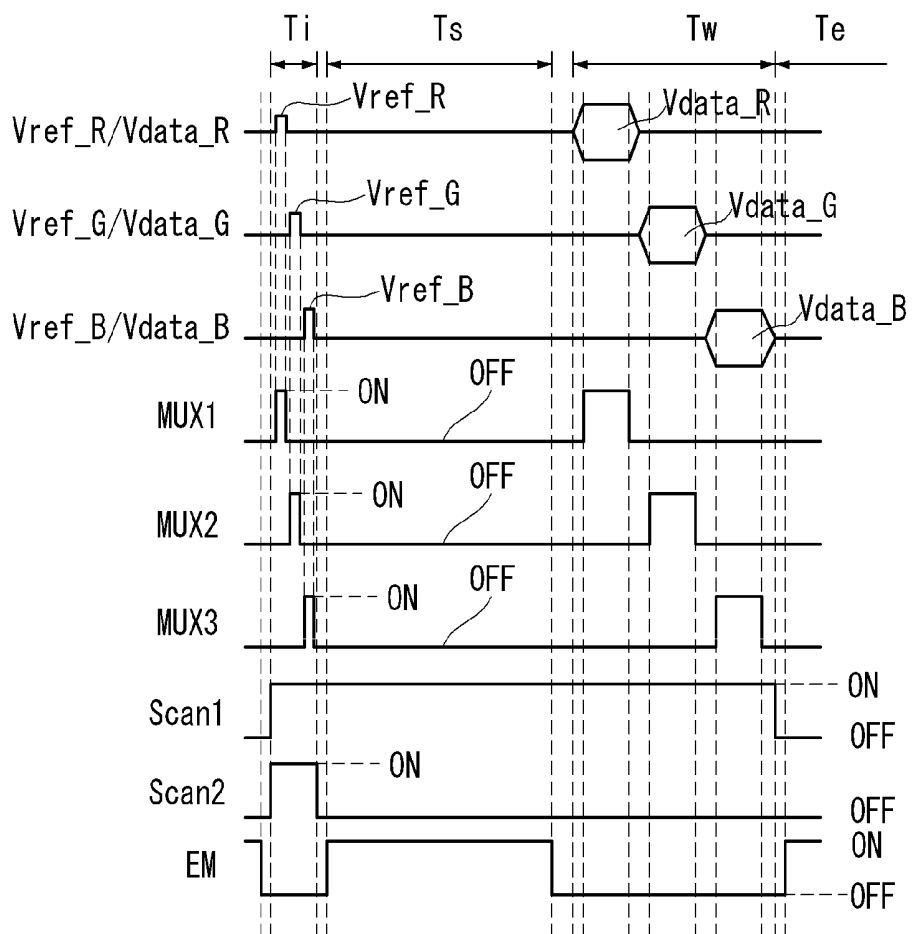 Ti Ts Tw Te
Vref_R Vdata_R
Vref_R/Vdata_R
Vref_G Vdata_G
Vref_G/Vdata_G
Vref_B Vdata_B
Vref_B/Vdata_B
ON OFF
MUX1
ON OFF
MUX2
ON OFF
MUX3
ON
Scan1
OFF
ON
Scan2
OFF
ON
EM
OFF